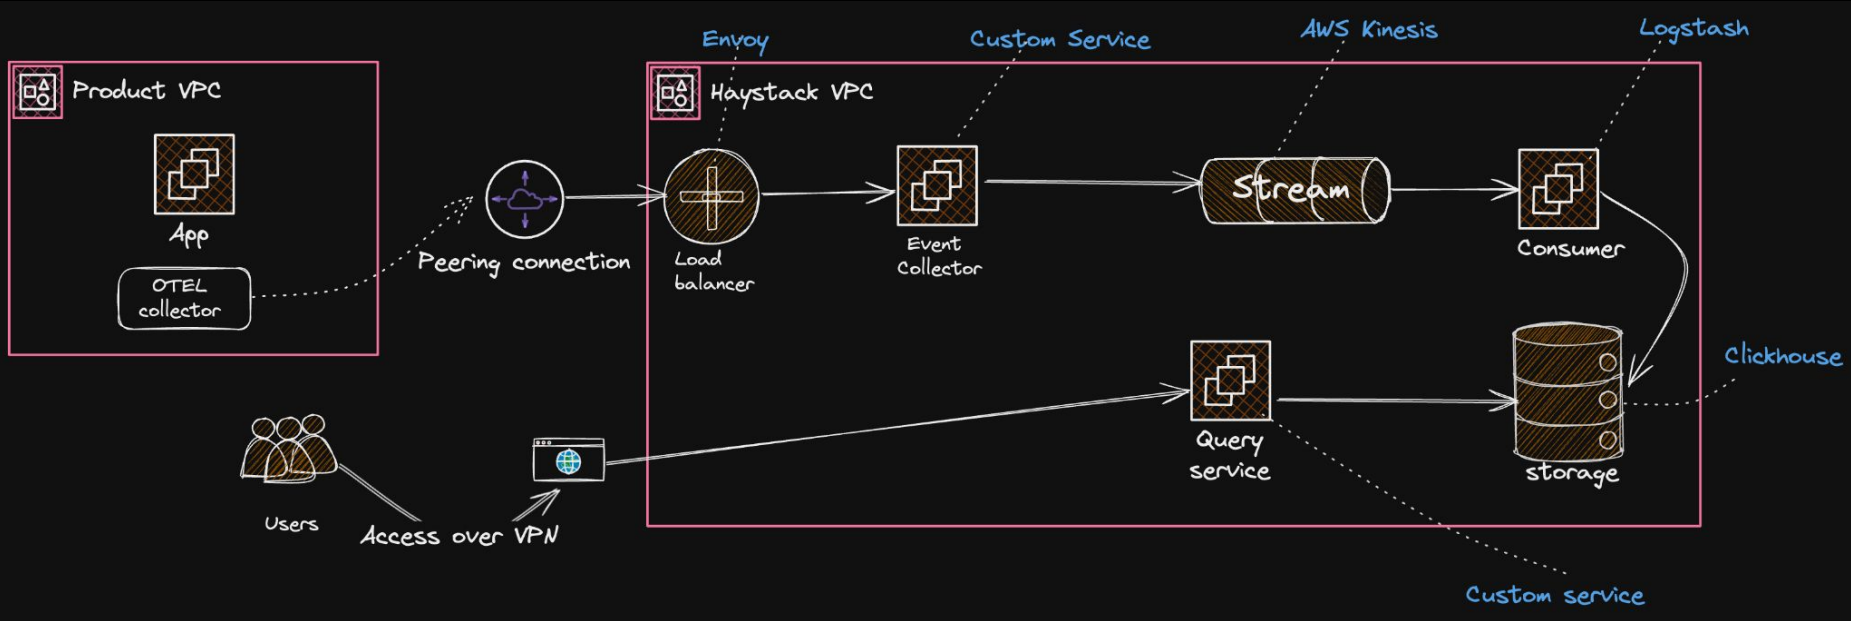 Envoy
Custom Service
AWS Kinesis
Logstash
Product VPC
Haystack VPC
App
OTEL
collector
Peering connection
Load
balancer
Event
Collector
Stream
Consumer
Clickhouse
Query
service
storage
Users
Access over VPN
Custom service